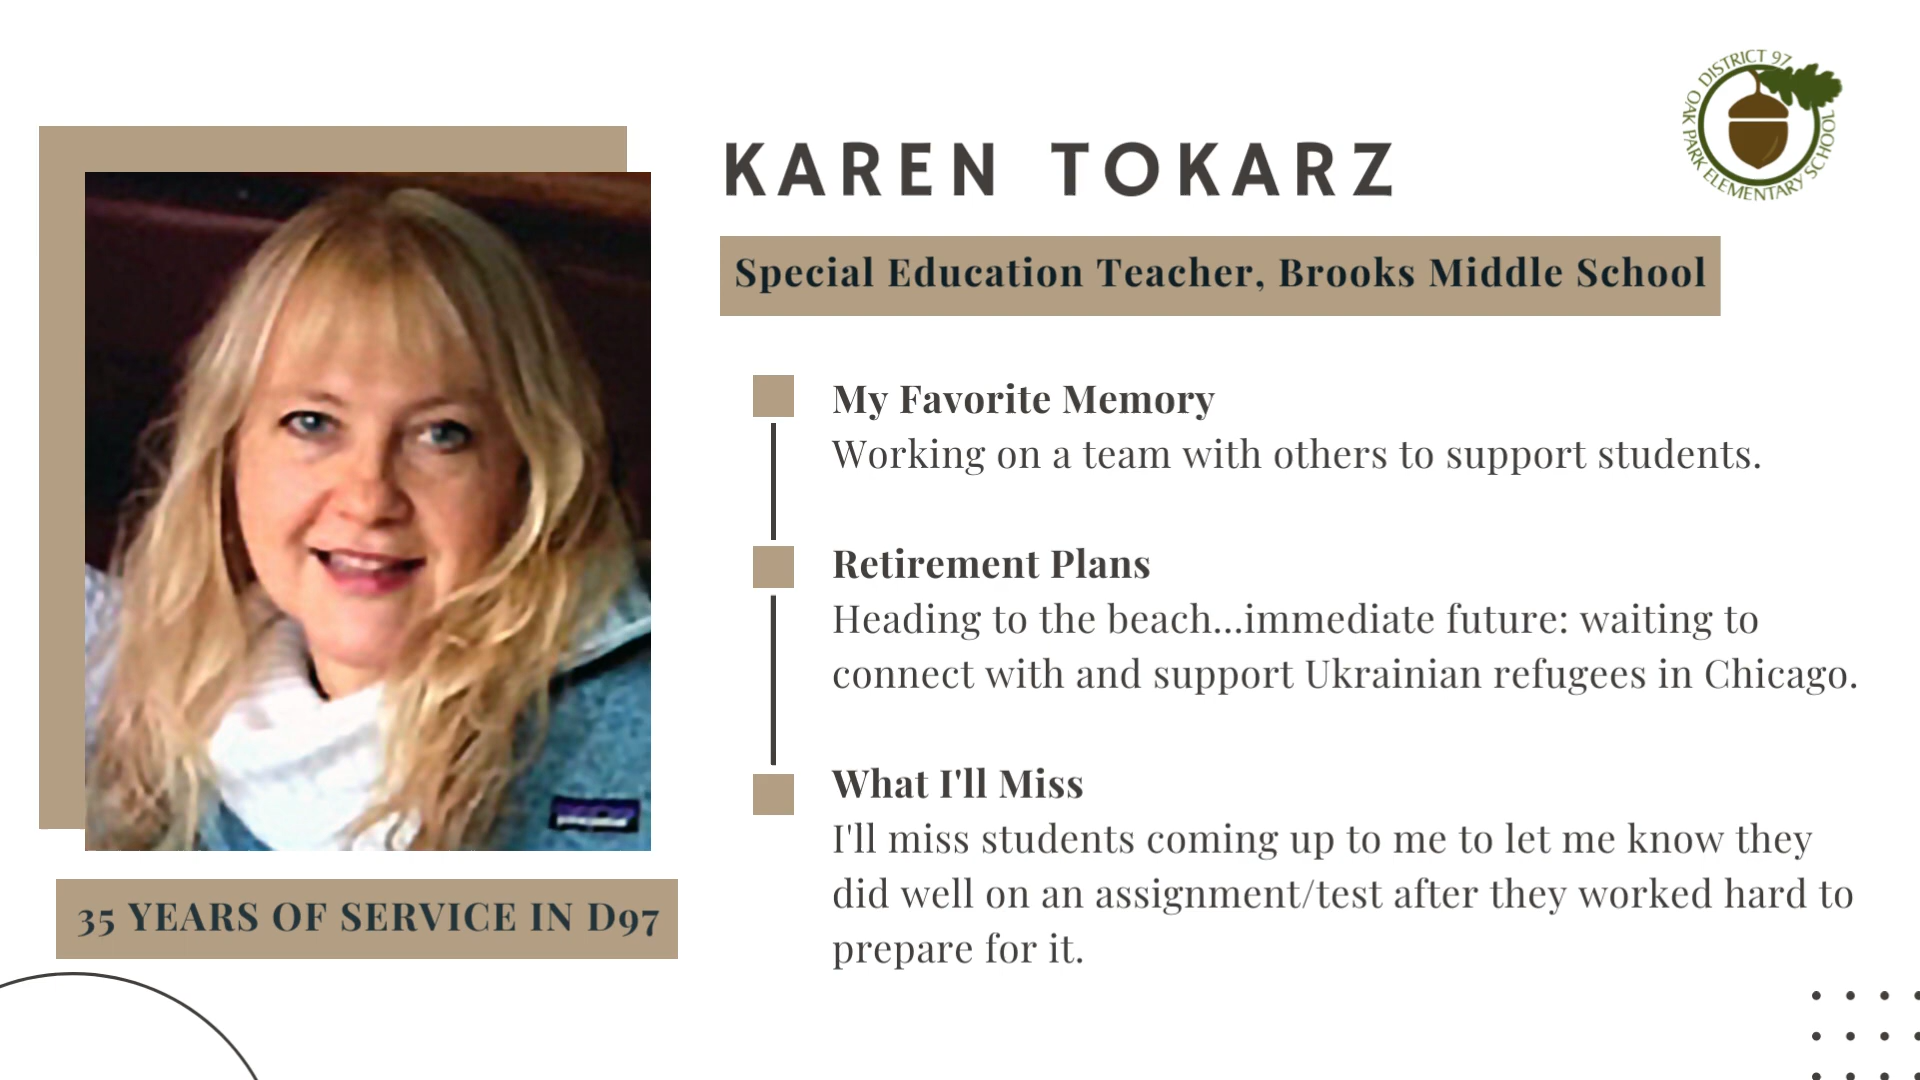 DISTRICT 97
OAK PARK ELEMENTARY SCHOOL
KAREN TOKARZ
Special Education Teacher, Brooks Middle School
My Favorite Memory
Working on a team with others to support students.
Retirement Plans
Heading to the beach...immediate future: waiting to
connect with and support Ukrainian refugees in Chicago.
What I'll Miss
I'll miss students coming up to me to let me know they
did well on an assignment/test after they worked hard to
prepare for it.
35 YEARS OF SERVICE IN D97